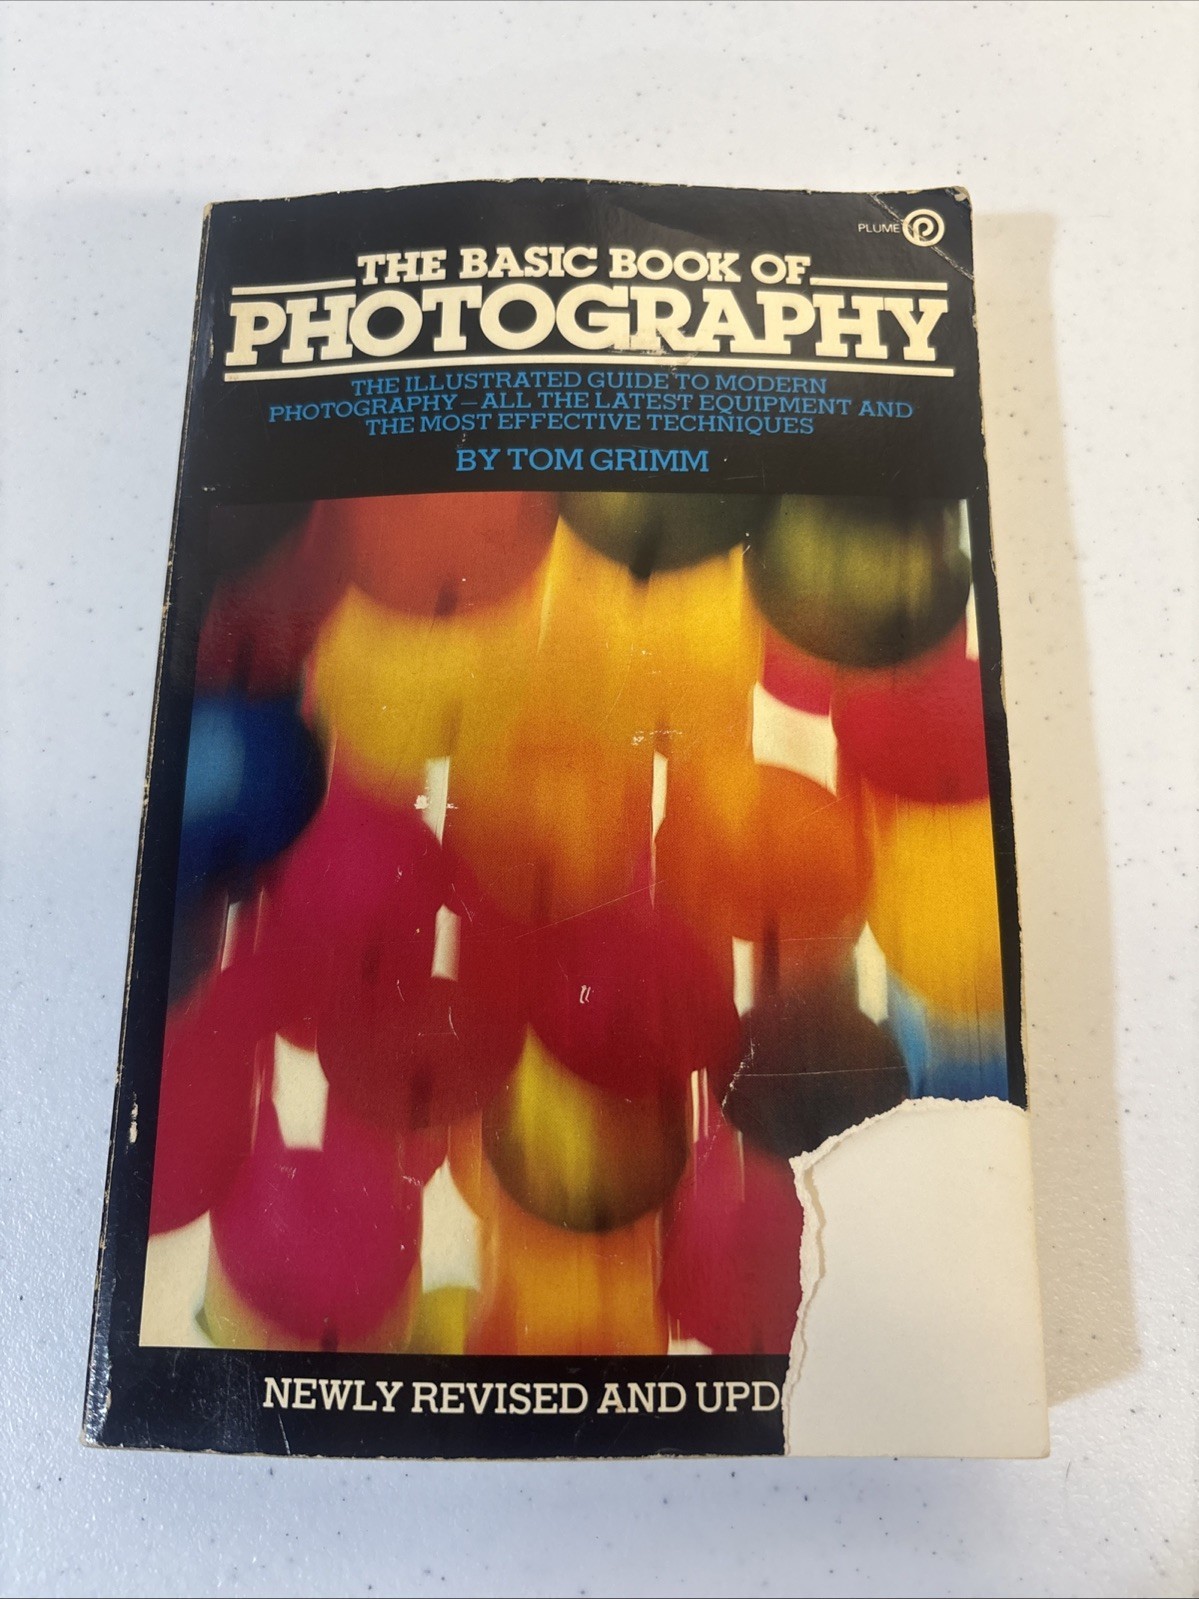 PLUME
THE BASIC BOOK OF
PHOTOGRAPHY
THE ILLUSTRATED GUIDE TO MODERN
PHOTOGRAPHY—ALL THE LATEST EQUIPMENT AND
THE MOST EFFECTIVE TECHNIQUES
BY TOM GRIMM
NEWLY REVISED AND UPD